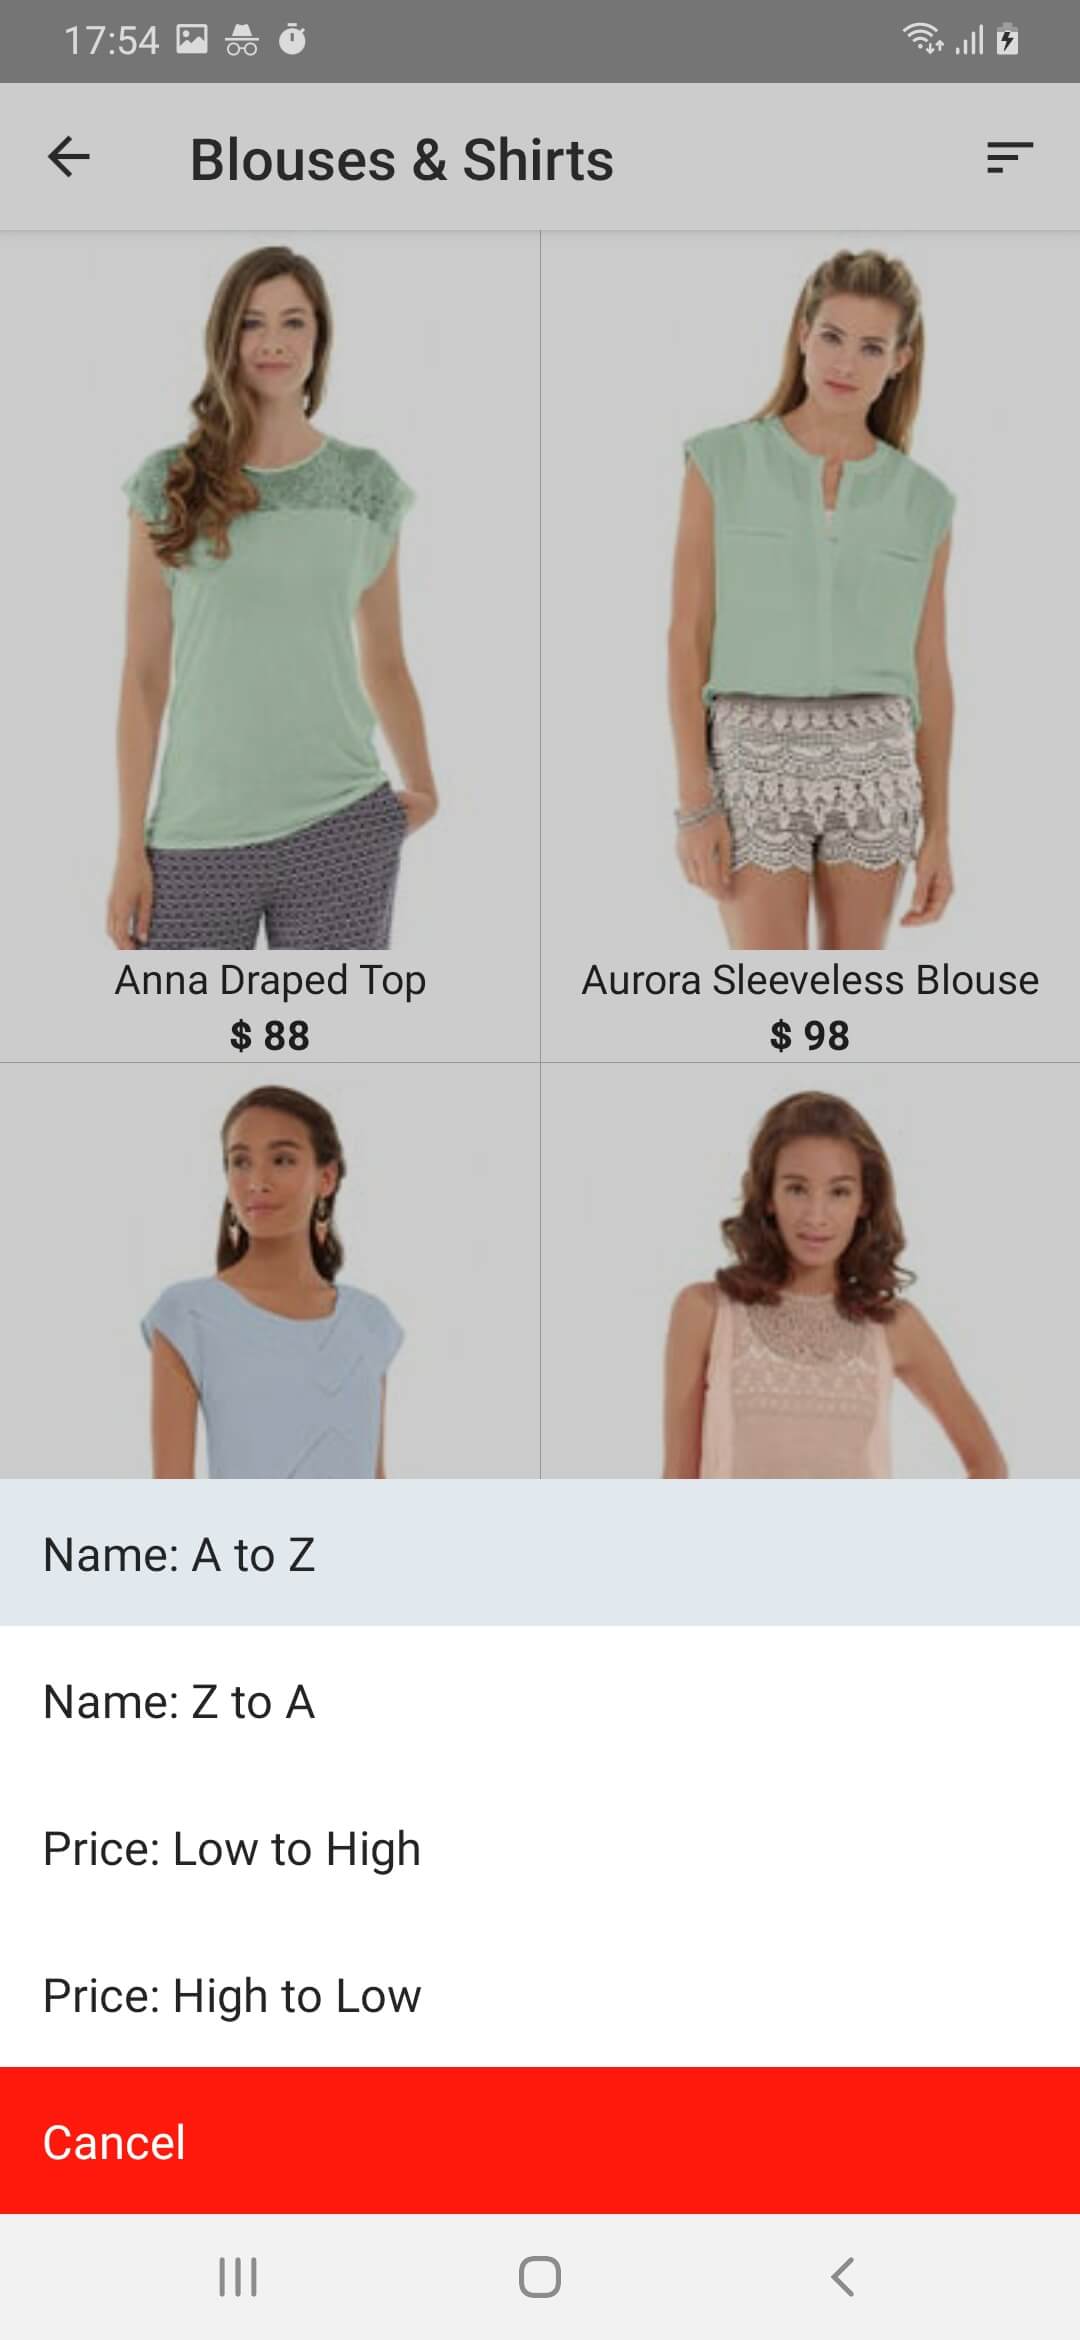 17:54
Blouses & Shirts
Anna Draped Top
$ 88
Aurora Sleeveless Blouse
$ 98
Name: A to Z
Name: Z to A
Price: Low to High
Price: High to Low
Cancel